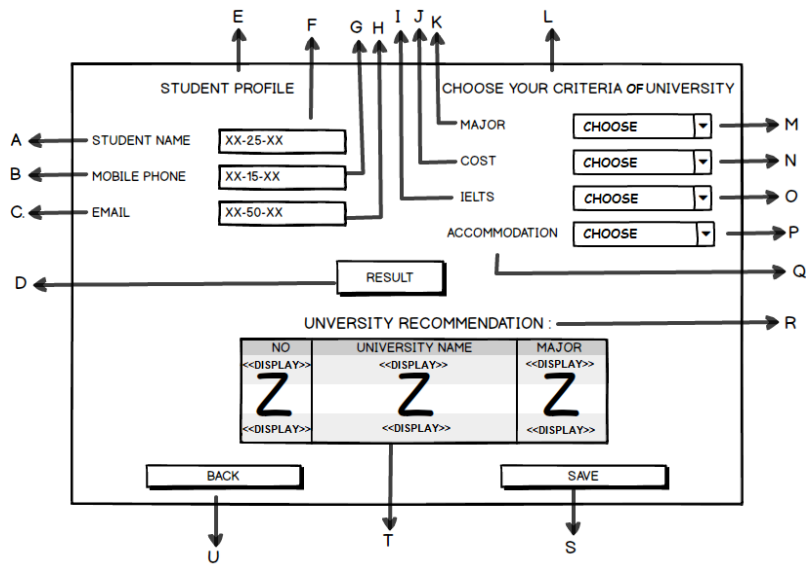 E F G H I J K L
STUDENT PROFILE
CHOOSE YOUR CRITERIA OF UNIVERSITY
A STUDENT NAME XX-25-XX
MAJOR CHOOSE M
B MOBILE PHONE XX-15-XX
COST CHOOSE N
C. EMAIL XX-50-XX
IELTS CHOOSE O
ACCOMMODATION CHOOSE P
Q
D RESULT
UNVERSITY RECOMMENDATION : R
NO UNIVERSITY NAME MAJOR
<<DISPLAY>> <<DISPLAY>> <<DISPLAY>>
Z Z Z
<<DISPLAY>> <<DISPLAY>> <<DISPLAY>>
BACK SAVE
U T S